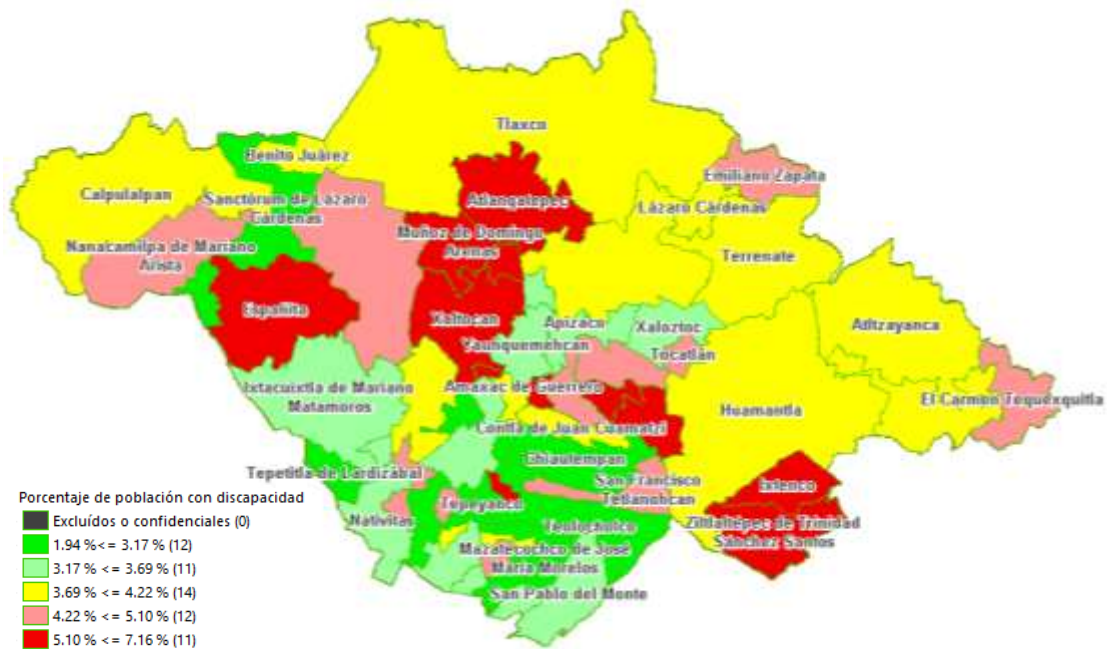 Tlaxco
Benito Juárez
Emiliano Zapata
Calpulalpan
Sanctórum de Lázaro
Cárdenas
Atlangatepec
Lázaro Cárdenas
Muñoz de Domingo
Arenas
Nanacamilpa de Mariano
Arista
Terrenate
Españita
Xaltocan
Apizaco
Xaloztoc
Altzayanca
Yauhquemehcan
Tocatlán
Ixtacuixtla de Mariano
Matamoros
Amaxac de Guerrero
El Carmen Tequexquitla
Huamantla
Contla de Juan Cuamatzi
Chiautempan
Tepetitla de Lardizábal
San Francisco
Tetlanohcan
Ixtenco
Tepeyanco
Nativitas
Teolocholco
Ziltlaltépec de Trinidad
Sánchez Santos
Mazatecochco de José
María Morelos
San Pablo del Monte
Porcentaje de población con discapacidad
Excluídos o confidenciales (0)
1.94 %<= 3.17 % (12)
3.17 % <= 3.69 % (11)
3.69 % <= 4.22 % (14)
4.22 % <= 5.10 % (12)
5.10 % <= 7.16 % (11)